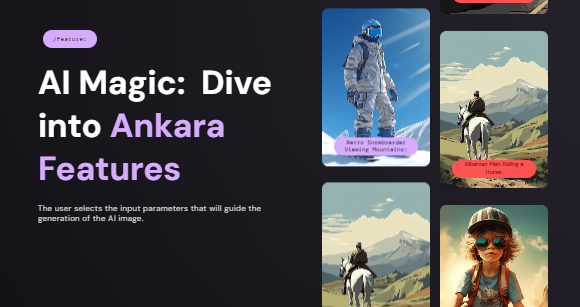 /Feature:
AI Magic: Dive
into Ankara
Features
The user selects the input parameters that will guide the
generation of the AI image.
Retro Snowboarder
Viewing Mountains:
Albanian Man Riding a
Horse